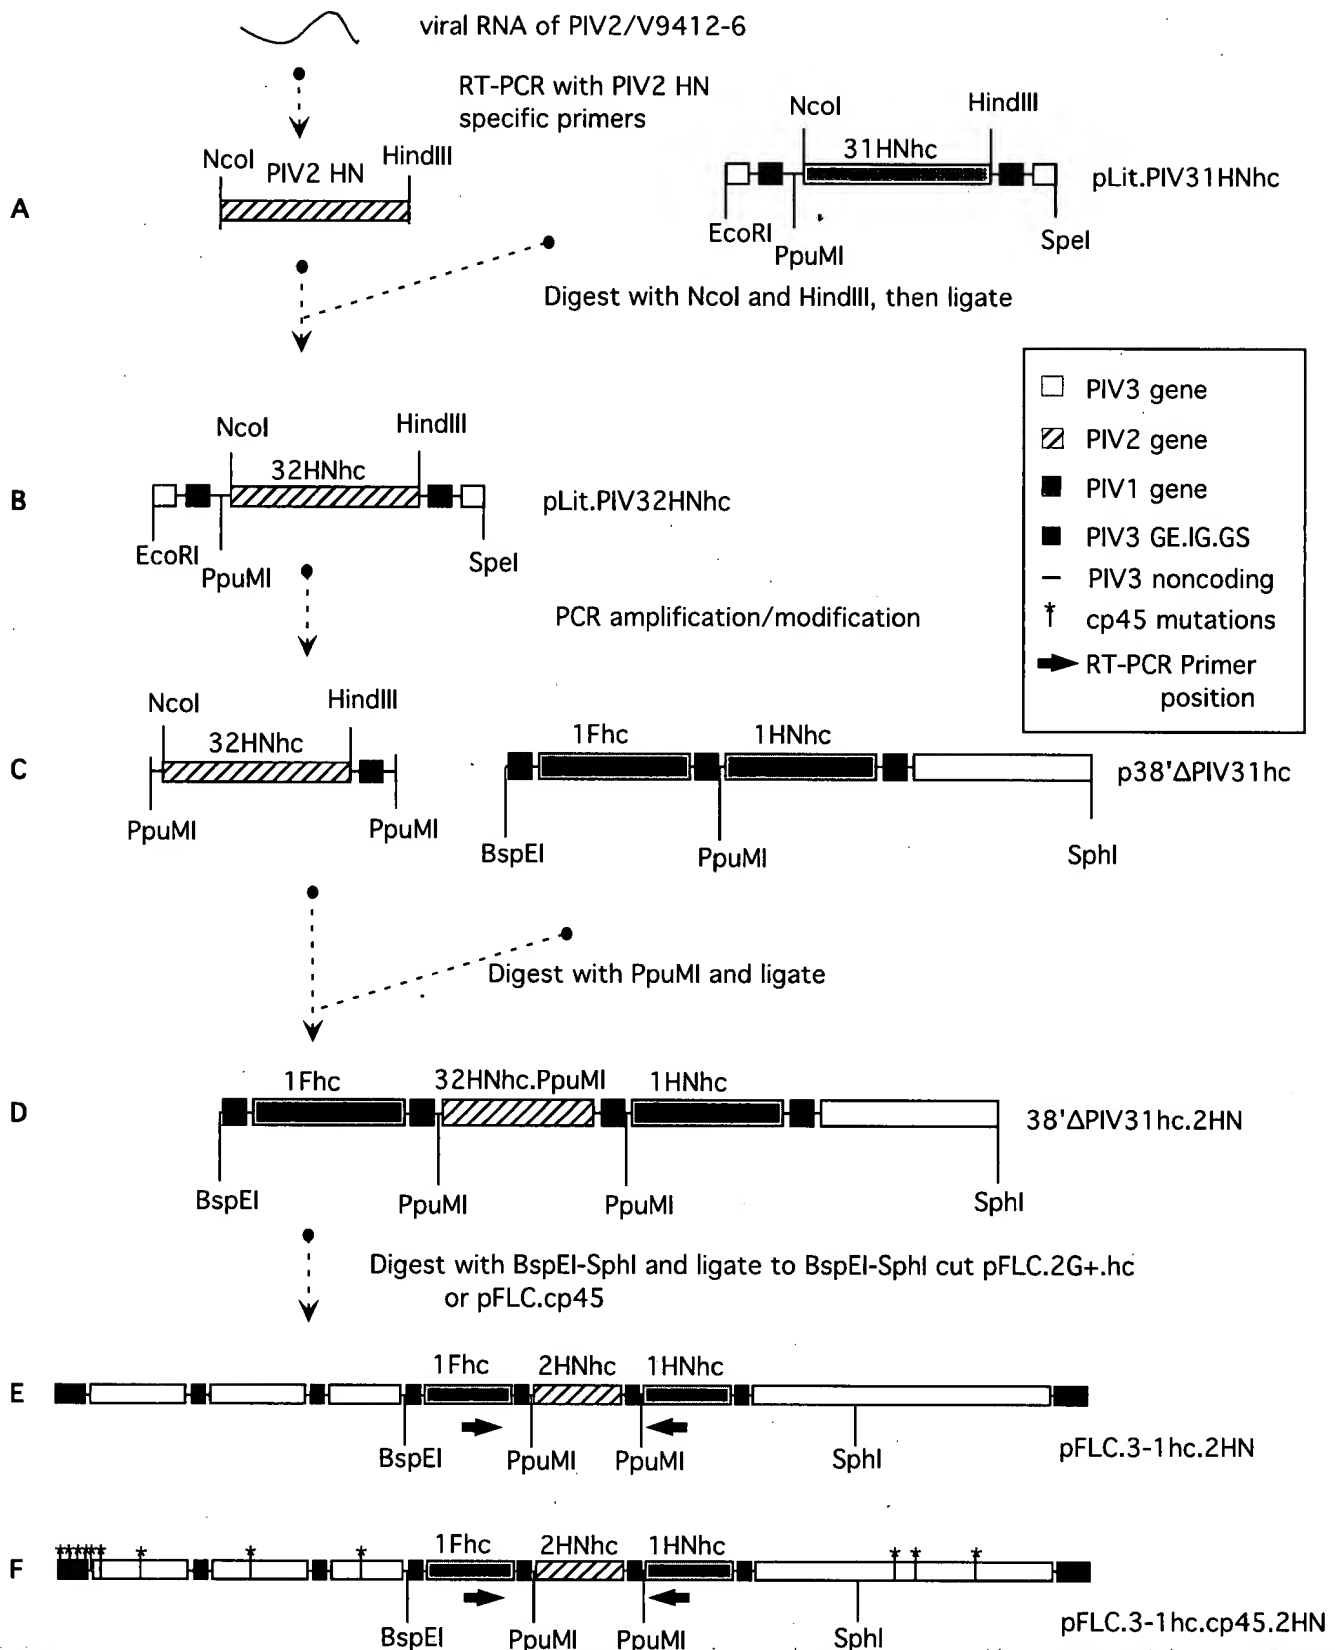 viral RNA of PIV2/V9412-6
RT-PCR with PIV2 HN
specific primers
NcoI
HindIII
PIV2 HN
A
NcoI
HindIII
31HNhc
pLit.PIV31HNhc
EcoRI
PpuMI
SpeI
Digest with NcoI and HindIII, then ligate
PIV3 gene
PIV2 gene
PIV1 gene
PIV3 GE.IG.GS
PIV3 noncoding
cp45 mutations
RT-PCR Primer
position
NcoI
HindIII
32HNhc
B
pLit.PIV32HNhc
EcoRI
PpuMI
SpeI
PCR amplification/modification
NcoI
HindIII
32HNhc
C
PpuMI
PpuMI
1Fhc
1HNhc
p38'ΔPIV31hc
BspEI
PpuMI
SphI
Digest with PpuMI and ligate
1Fhc
32HNhc.PpuMI
1HNhc
D
38'ΔPIV31hc.2HN
BspEI
PpuMI
PpuMI
SphI
Digest with BspEI-SphI and ligate to BspEI-SphI cut pFLC.2G+.hc
or pFLC.cp45
1Fhc
2HNhc
1HNhc
E
BspEI
PpuMI
PpuMI
SphI
pFLC.3-1hc.2HN
1Fhc
2HNhc
1HNhc
F
BspEI
PpuMI
PpuMI
SphI
pFLC.3-1hc.cp45.2HN